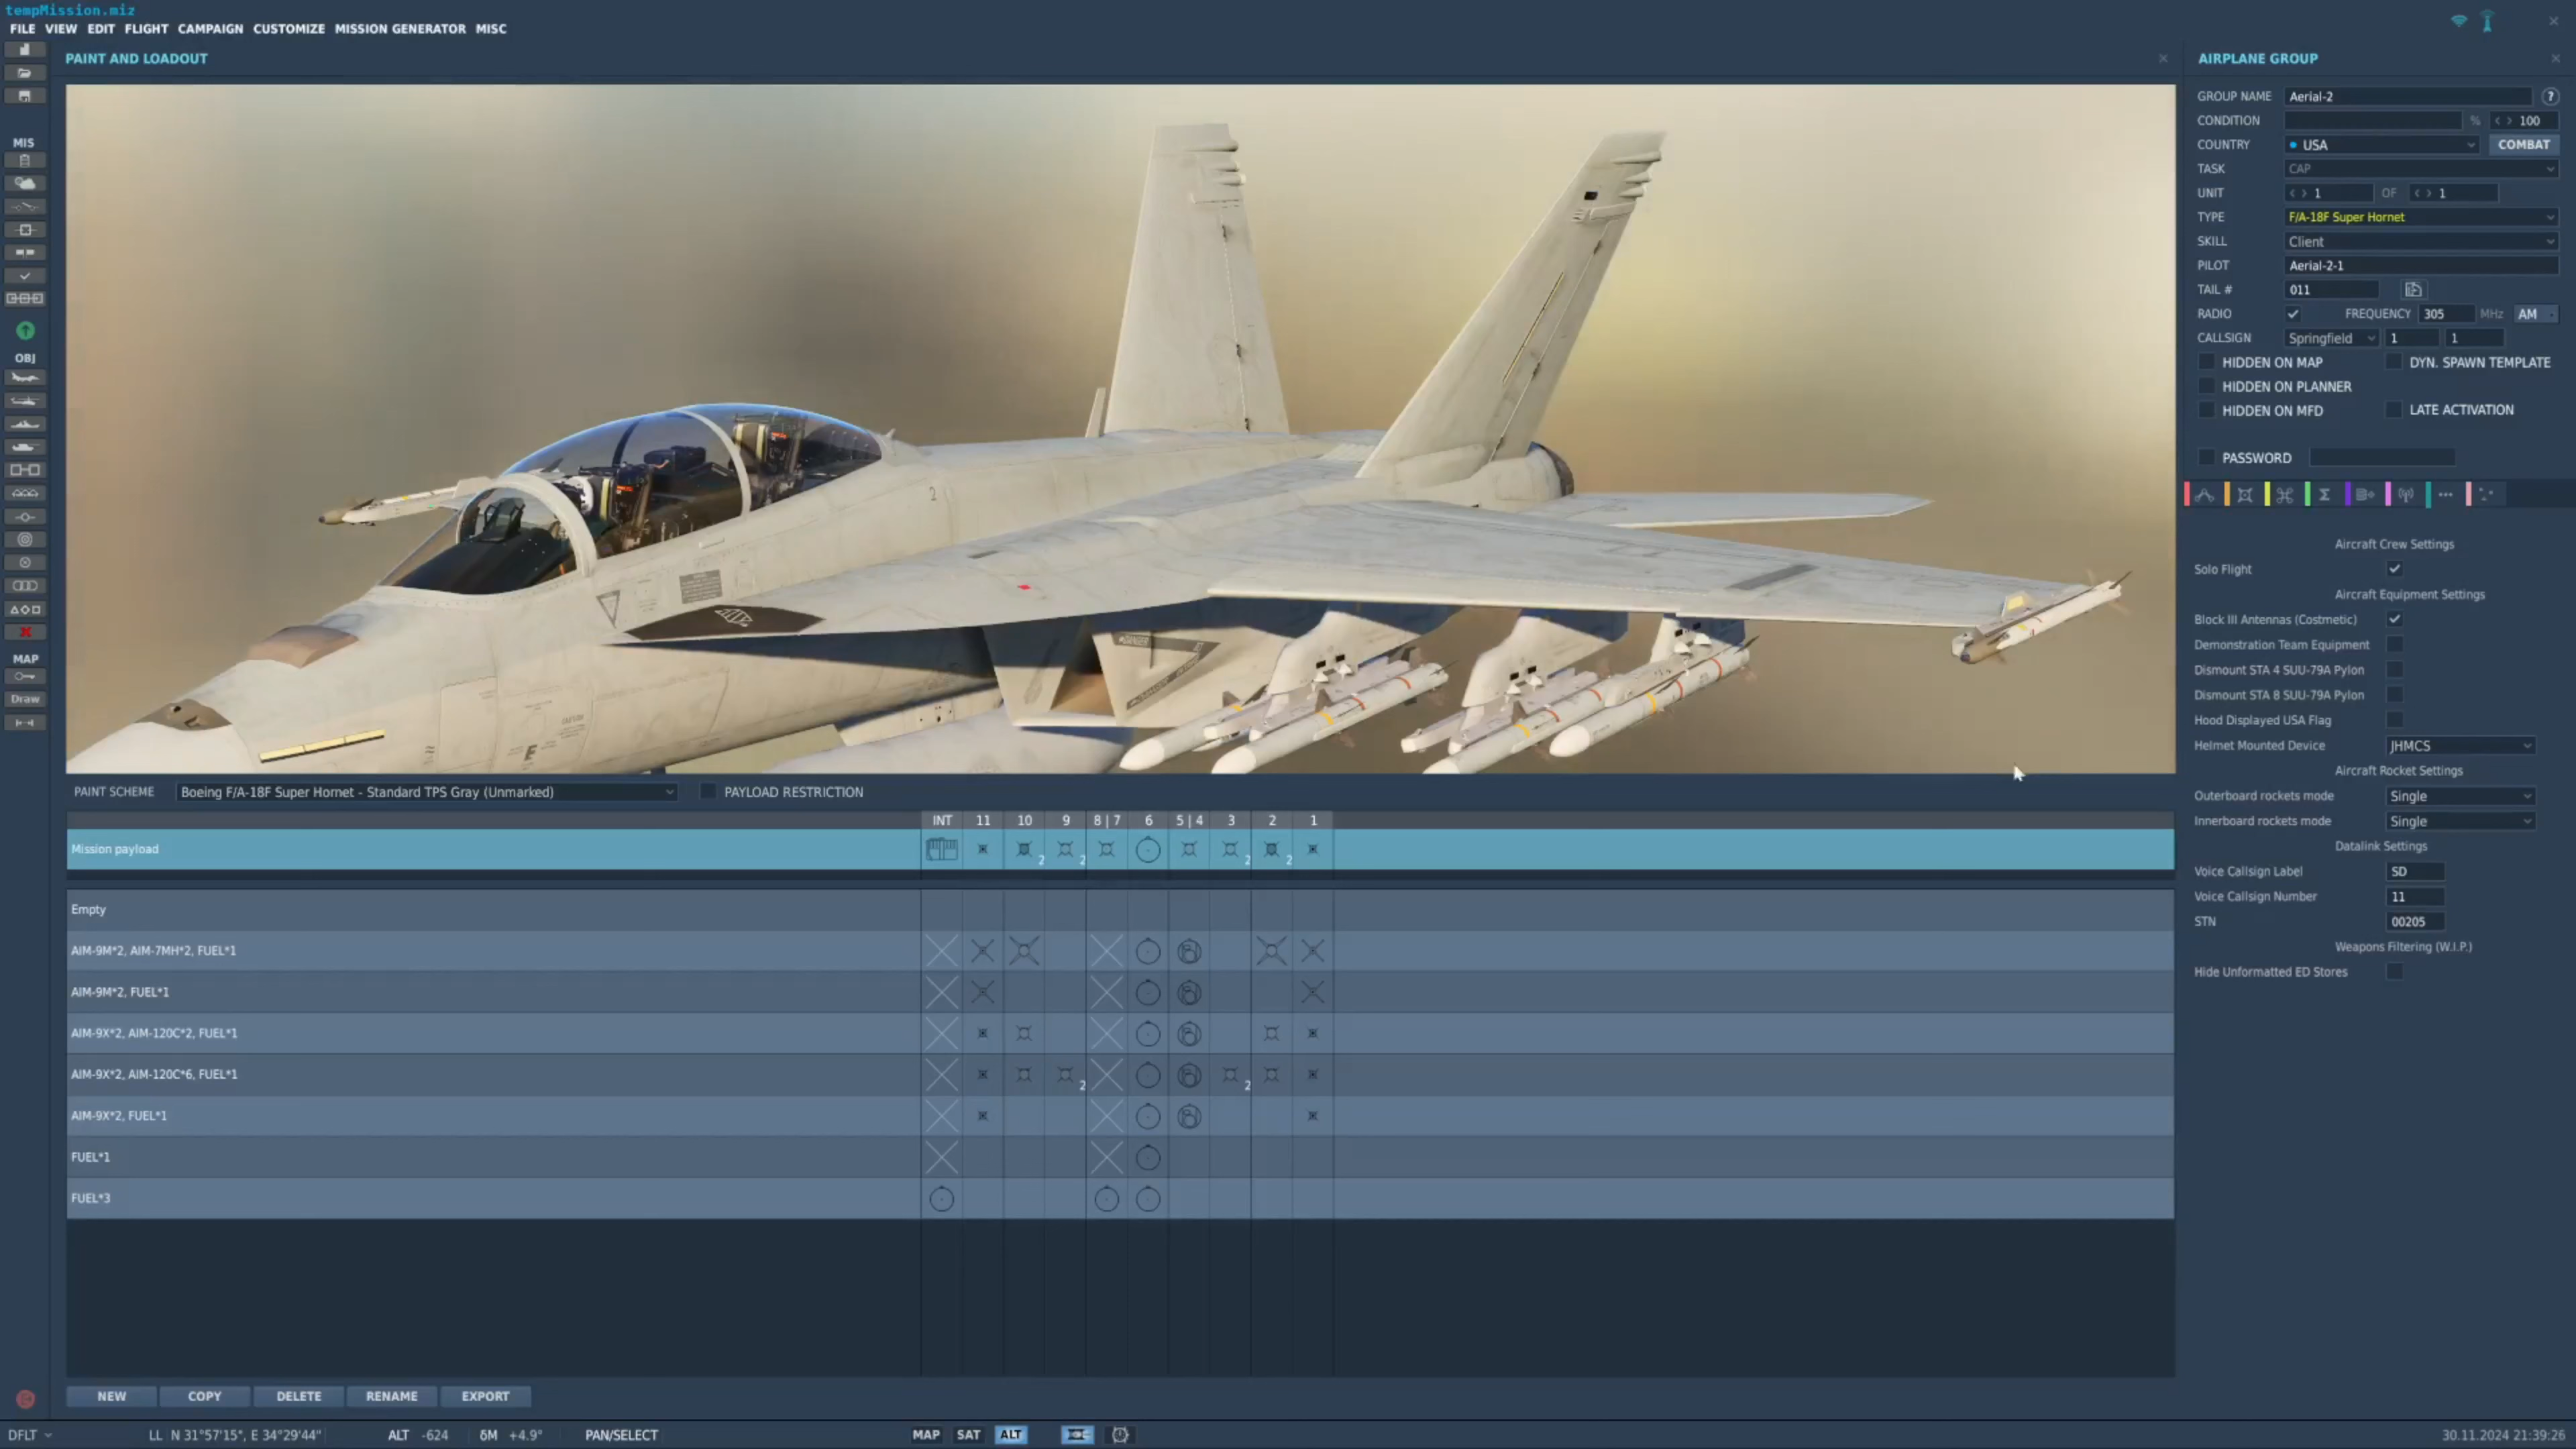 tempMission.miz
FILE VIEW EDIT FLIGHT CAMPAIGN CUSTOMIZE MISSION GENERATOR MISC
PAINT AND LOADOUT
MIS
OBJ
MAP
Draw
PAINT SCHEME Boeing F/A-18F Super Hornet - Standard TPS Gray (Unmarked) PAYLOAD RESTRICTION
INT 11 10 9 8|7 6 5|4 3 2 1
Mission payload 2 2 2 2
Empty
AIM-9M*2, AIM-7MH*2, FUEL*1
AIM-9M*2, FUEL*1
AIM-9X*2, AIM-120C*2, FUEL*1
AIM-9X*2, AIM-120C*6, FUEL*1 2 2
AIM-9X*2, FUEL*1
FUEL*1
FUEL*3
NEW COPY DELETE RENAME EXPORT
AIRPLANE GROUP
GROUP NAME Aerial-2 ?
CONDITION % < > 100
COUNTRY USA COMBAT
TASK CAP
UNIT < > 1 OF < > 1
TYPE F/A-18F Super Hornet
SKILL Client
PILOT Aerial-2-1
TAIL # 011
RADIO FREQUENCY 305 MHz AM
CALLSIGN Springfield 1 1
HIDDEN ON MAP DYN. SPAWN TEMPLATE
HIDDEN ON PLANNER
HIDDEN ON MFD LATE ACTIVATION
PASSWORD
Aircraft Crew Settings
Solo Flight
Aircraft Equipment Settings
Block III Antennas (Costmetic)
Demonstration Team Equipment
Dismount STA 4 SUU-79A Pylon
Dismount STA 8 SUU-79A Pylon
Hood Displayed USA Flag
Helmet Mounted Device JHMCS
Aircraft Rocket Settings
Outerboard rockets mode Single
Innerboard rockets mode Single
Datalink Settings
Voice Callsign Label SD
Voice Callsign Number 11
STN 00205
Weapons Filtering (W.I.P.)
Hide Unformatted ED Stores
DFLT LL N 31°57'15", E 34°29'44" ALT -624 δM +4.9° PAN/SELECT MAP SAT ALT 30.11.2024 21:39:26